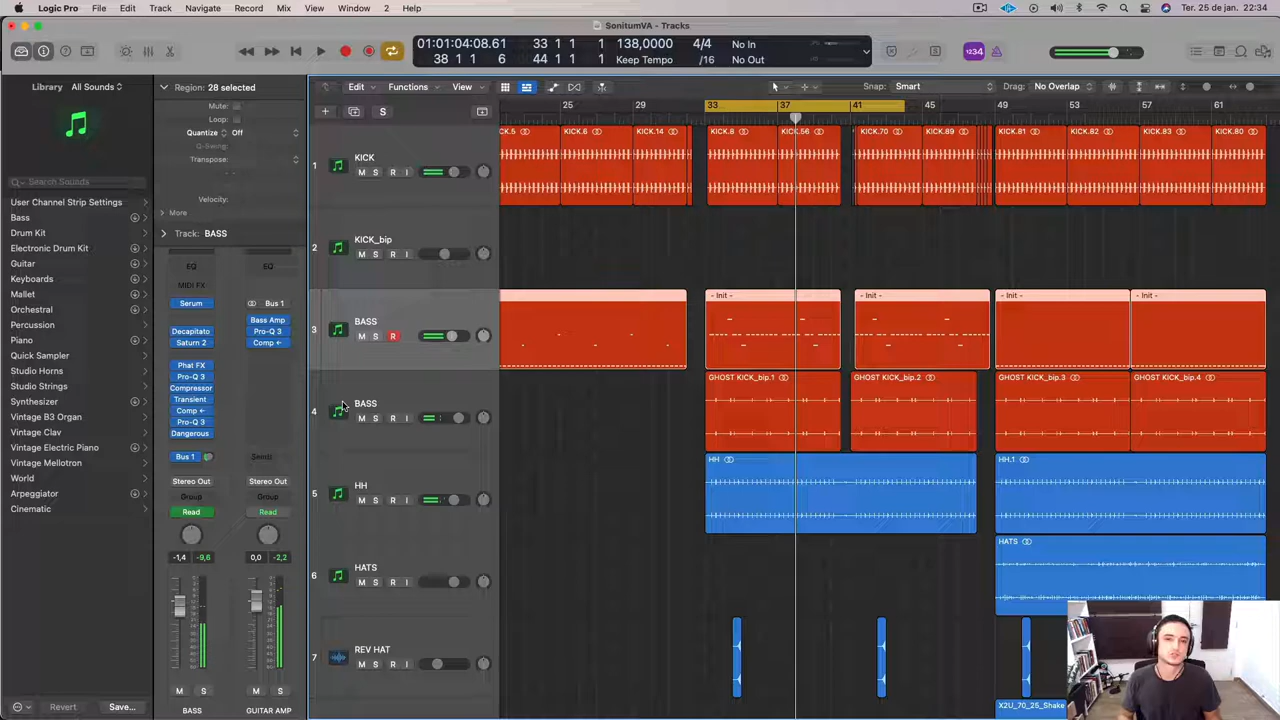 Logic Pro File Edit Track Navigate Record Mix View Window 2 Help Ter. 25 de jan. 22:34
SonitumVA - Tracks
01:01:04:08.61 33 1 1 1 138,0000 4/4 No In
38 1 1 6 44 1 1 1 Keep Tempo /16 No Out
1234
Library All Sounds
Region: 28 selected
Edit Functions View
Snap: Smart
Drag: No Overlap
25 29 33 37 41 45 49 53 57 61
Mute:
Loop:
Quantize Off
Q-Swing:
Transpose:
Velocity:
More
Track: BASS
Search Sounds
User Channel Strip Settings
Bass
Drum Kit
Electronic Drum Kit
Guitar
Keyboards
Mallet
Orchestral
Percussion
Piano
Quick Sampler
Studio Horns
Studio Strings
Synthesizer
Vintage B3 Organ
Vintage Clav
Vintage Electric Piano
Vintage Mellotron
World
Arpeggiator
Cinematic
Revert Save...
EQ EQ
MIDI FX
Serum Bus 1
Decapitato Bass Amp
Saturn 2 Pro-Q 3
Comp
Phat FX
Pro-Q 3
Compressor
Transient
Comp
Pro-Q 3
Dangerous
Bus 1 Sends
Stereo Out Stereo Out
Group Group
Read Read
-1,4 -9,6 0,0 -2,2
M S M S
BASS GUITAR AMP
1 KICK
M S R I
2 KICK_bip
M S R I
3 BASS
M S R I
4 BASS
M S R I
5 HH
M S R I
6 HATS
M S R I
7 REV HAT
M S R I
KICK.6 KICK.14 KICK.8 KICK.56 KICK.70 KICK.89 KICK.81 KICK.82 KICK.83 KICK.80
- Init - - Init - - Init - - Init -
GHOST KICK_bip.1 GHOST KICK_bip.2 GHOST KICK_bip.3 GHOST KICK_bip.4
HH HH.1
HATS
X2U_70_25_Shake